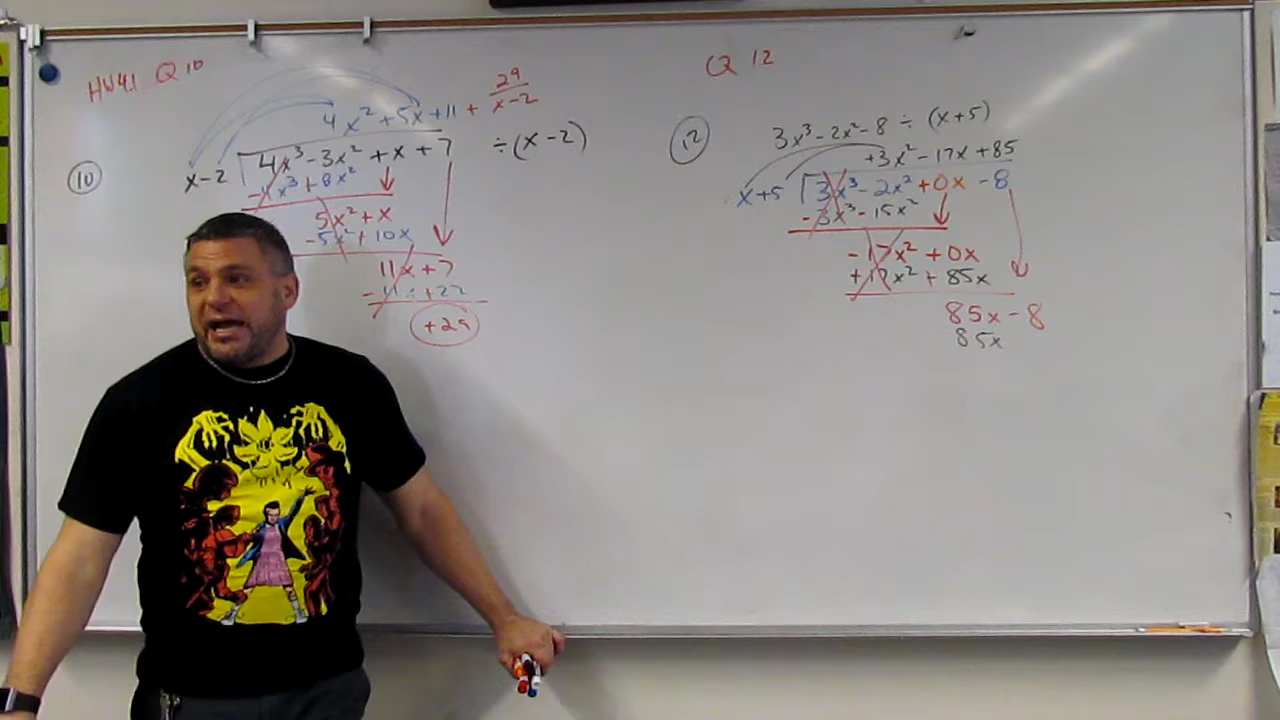 HW4.1 Q10
29
4x² + 5x + 11 + x-2
⑩ x-2 4x³ - 3x² + x + 7 ÷ (x-2)
-4x³ + 8x²
5x² + x
-5x² + 10x
11x + 7
+22
+29
Q 12
⑫ 3x³ - 2x² - 8 ÷ (x+5)
+3x² - 17x + 85
x+5 3x³ - 2x² + 0x - 8
-3x³ - 15x²
-17x² + 0x
+17x² + 85x
85x - 8
85x